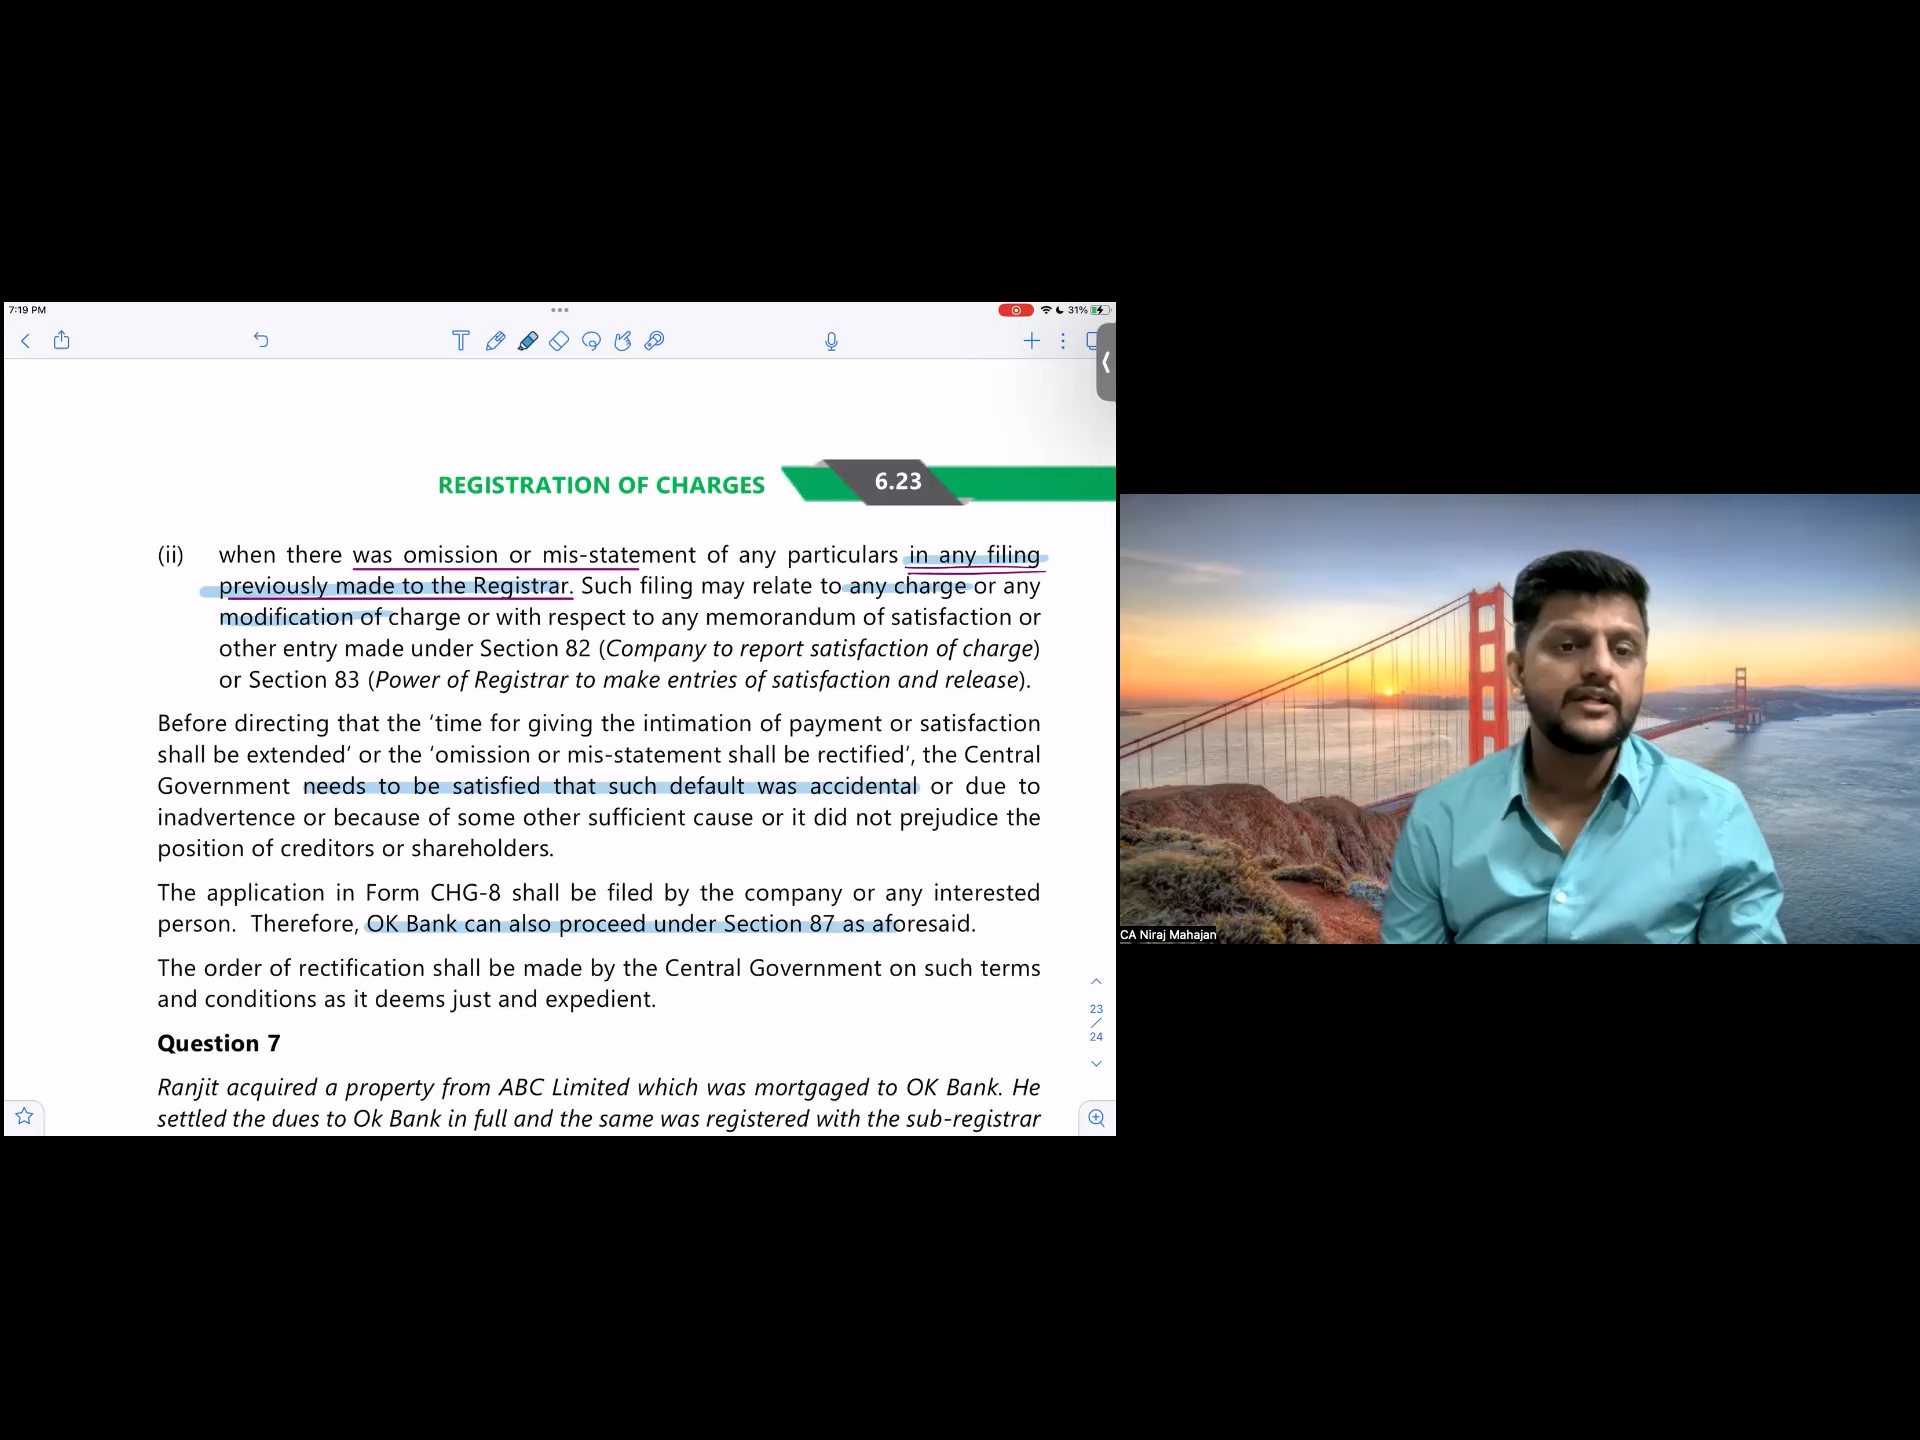 7:19 PM
31%
REGISTRATION OF CHARGES
6.23
(ii) when there was omission or mis-statement of any particulars in any filing
previously made to the Registrar. Such filing may relate to any charge or any
modification of charge or with respect to any memorandum of satisfaction or
other entry made under Section 82 (Company to report satisfaction of charge)
or Section 83 (Power of Registrar to make entries of satisfaction and release).
Before directing that the ‘time for giving the intimation of payment or satisfaction
shall be extended’ or the ‘omission or mis-statement shall be rectified’, the Central
Government needs to be satisfied that such default was accidental or due to
inadvertence or because of some other sufficient cause or it did not prejudice the
position of creditors or shareholders.
The application in Form CHG-8 shall be filed by the company or any interested
person. Therefore, OK Bank can also proceed under Section 87 as aforesaid.
The order of rectification shall be made by the Central Government on such terms
and conditions as it deems just and expedient.
Question 7
Ranjit acquired a property from ABC Limited which was mortgaged to OK Bank. He
settled the dues to Ok Bank in full and the same was registered with the sub-registrar
23
24
CA Niraj Mahajan